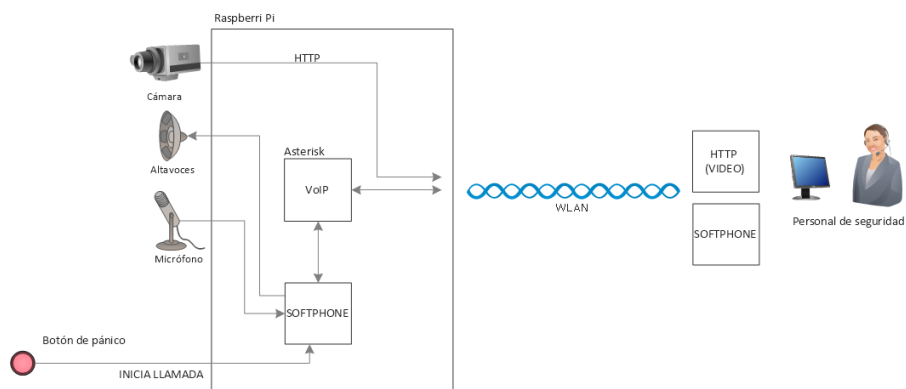 Raspberri Pi
HTTP
Cámara
Altavoces
Asterisk
VoIP
HTTP
(VIDEO)
WLAN
Personal de seguridad
SOFTPHONE
Micrófono
SOFTPHONE
Botón de pánico
INICIA LLAMADA